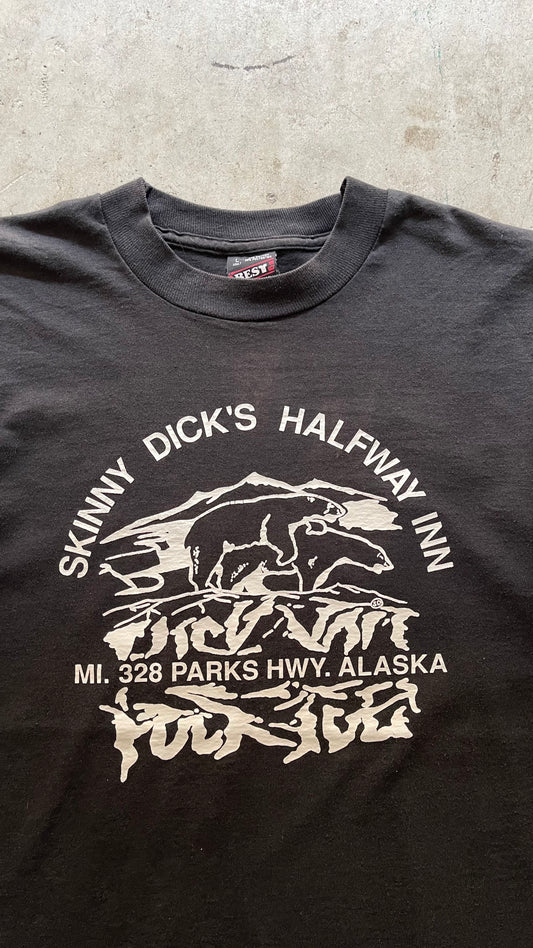 L
BEST
SKINNY DICK'S HALFWAY INN
MI. 328 PARKS HWY. ALASKA